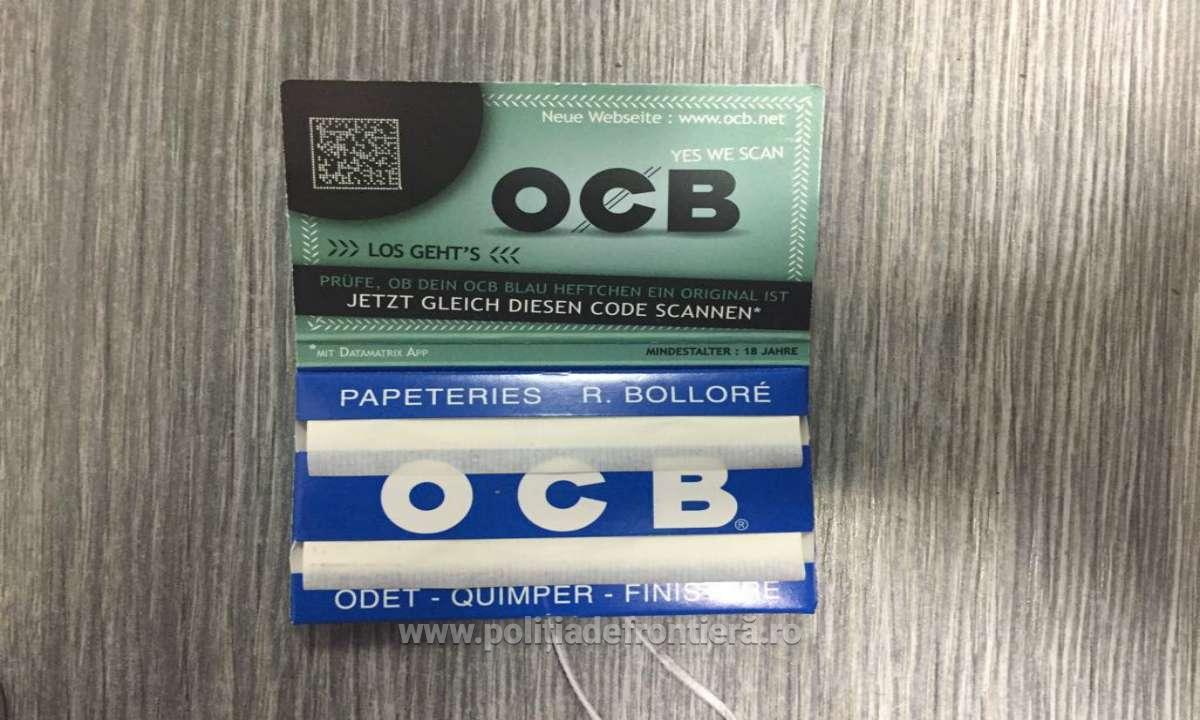 Neue Webseite : www.ocb.net
YES WE SCAN
OCB
>>> LOS GEHT'S <<<
PRÜFE, OB DEIN OCB BLAU HEFTCHEN EIN ORIGINAL IST
JETZT GLEICH DIESEN CODE SCANNEN*
*MIT DATAMATRIX APP
MINDESTALTER : 18 JAHRE
PAPETERIES R. BOLLORÉ
OCB®
ODET - QUIMPER -
www.politiadefrontieră.ro